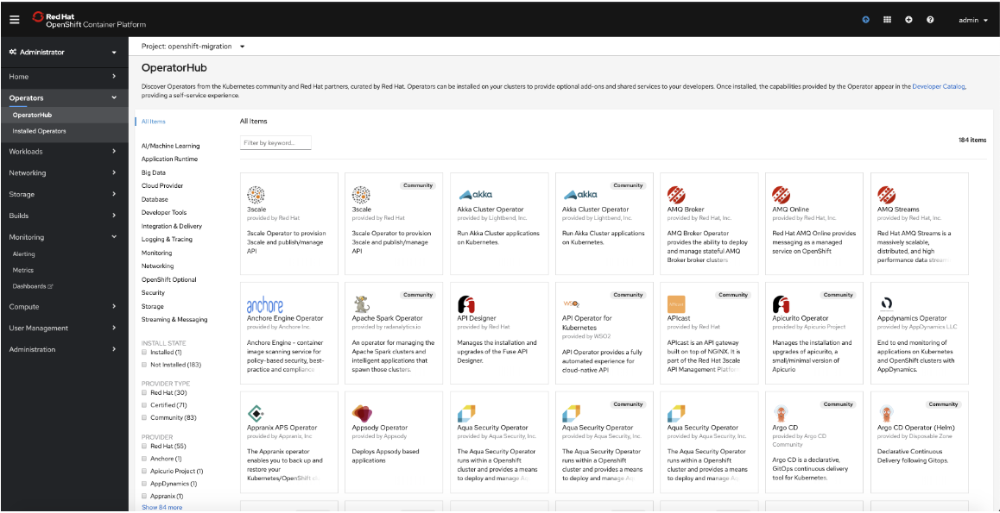 Red Hat
OpenShift Container Platform
admin
Administrator
Home
Operators
OperatorHub
Installed Operators
Workloads
Networking
Storage
Builds
Monitoring
Alerting
Metrics
Dashboards
Compute
User Management
Administration
Project: openshift-migration
OperatorHub
Discover Operators from the Kubernetes community and Red Hat partners, curated by Red Hat. Operators can be installed on your clusters to provide optional add-ons and shared services to your developers. Once installed, the capabilities provided by the Operator appear in the Developer Catalog,
providing a self-service experience.
All Items
AI/Machine Learning
Application Runtime
Big Data
Cloud Provider
Database
Developer Tools
Integration & Delivery
Logging & Tracing
Monitoring
Networking
OpenShift Optional
Security
Storage
Streaming & Messaging
INSTALL STATE
Installed (1)
Not Installed (183)
PROVIDER TYPE
Red Hat (30)
Certified (71)
Community (83)
PROVIDER
Red Hat (55)
Anchore (1)
Apicurio Project (1)
AppDynamics (1)
Appranix (1)
Show 84 more
All Items
Filter by keyword...
184 items
3scale
provided by Red Hat
3scale Operator to provision
3scale and publish/manage
API
Community
3scale
provided by Red Hat
3scale Operator to provision
3scale and publish/manage
API
akka
Akka Cluster Operator
provided by Lightbend, Inc.
Run Akka Cluster applications
on Kubernetes.
Community
akka
Akka Cluster Operator
provided by Lightbend, Inc.
Run Akka Cluster applications
on Kubernetes.
AMQ Broker
provided by Red Hat, Inc.
AMQ Broker Operator
provides the ability to deploy
and manage stateful AMQ
Broker broker clusters
AMQ Online
provided by Red Hat, Inc.
Red Hat AMQ Online provides
messaging as a managed
service on OpenShift
AMQ Streams
provided by Red Hat, Inc.
Red Hat AMQ Streams is a
massively scalable,
distributed, and high
performance data stream
anchore
Anchore Engine Operator
provided by Anchore Inc.
Anchore Engine - container
image scanning service for
policy-based security, best-
practice and compliance
Community
Apache Spark Operator
provided by radanalytics.io
An operator for managing the
Apache Spark clusters and
intelligent applications that
spawn those clusters.
API Designer
provided by Red Hat
Manages the installation and
upgrades of the Fuse API
Designer.
Community
WSO2
API Operator for
Kubernetes
provided by WSO2
API Operator provides a fully
automated experience for
cloud-native API
Community
APIcast
provided by Red Hat
APIcast is an API gateway
built on top of NGINX. It is
part of the Red Hat 3scale
API Management Platform
Community
Apicurito Operator
provided by Apicurio Project
Manages the installation and
upgrades of apicurito, a
small/minimal version of
Apicurio
Appdynamics Operator
provided by AppDynamics LLC
End to end monitoring of
applications on Kubernetes
and OpenShift clusters with
AppDynamics.
Appranix APS Operator
provided by Appranix, Inc
The Appranix operator
enables you to back up and
restore your
Kubernetes/OpenShift
Appsody Operator
provided by Appsody
Deploys Appsody based
applications
Aqua Security Operator
provided by Aqua Security, Inc.
The Aqua Security Operator
runs within a Openshift
cluster and provides a means
to deploy and manage
Community
Aqua Security Operator
provided by Aqua Security, Inc.
The Aqua Security Operator
runs within a Openshift
cluster and provides a means
to deploy and manage
Aqua Security Operator
provided by Aqua Security, Inc.
The Aqua Security Operator
runs within a Openshift
cluster and provides a means
to deploy and manage
Community
Argo CD
provided by Argo CD
Community
Argo CD is a declarative,
GitOps continuous delivery
tool for Kubernetes.
Community
Argo CD Operator (Helm)
provided by Disposable Zone
Declarative Continuous
Delivery following Gitops.